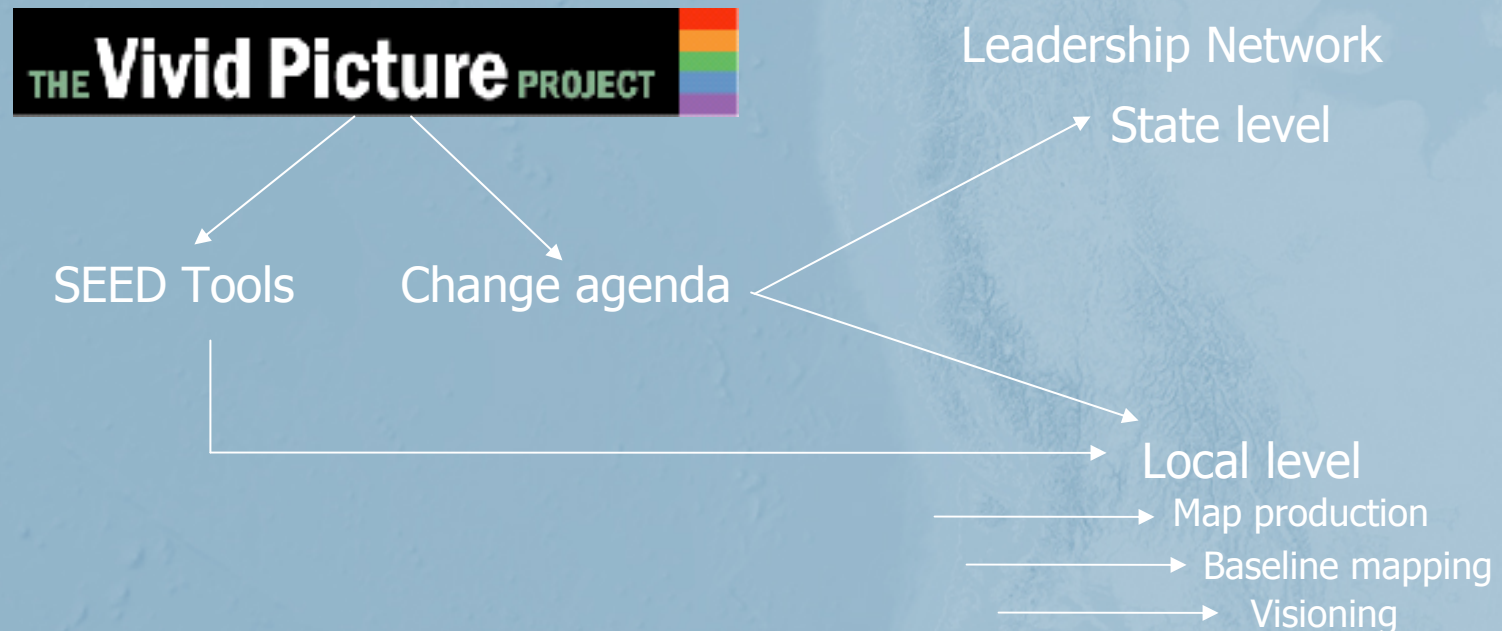 THE Vivid Picture PROJECT
Leadership Network
State level
SEED Tools
Change agenda
Local level
Map production
Baseline mapping
Visioning